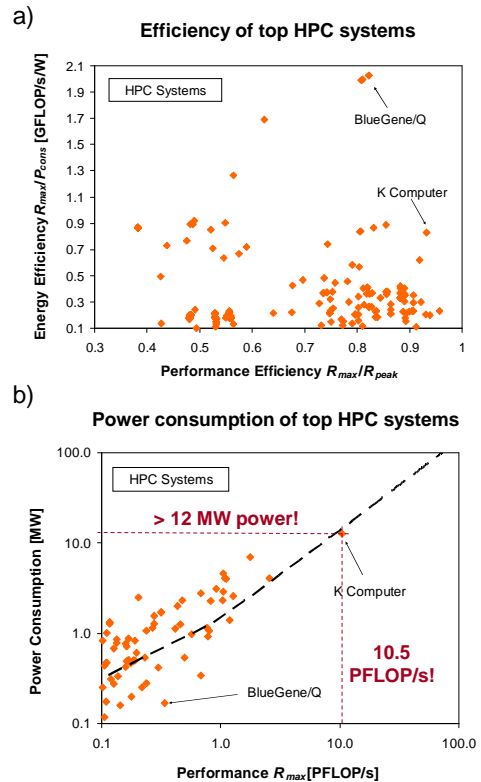 a)
Efficiency of top HPC systems
Energy Efficiency Rmax/Pcons [GFLOP/s/W]
2.1
1.9
1.7
1.5
1.3
1.1
0.9
0.7
0.5
0.3
0.1
HPC Systems
BlueGene/Q
K Computer
0.3 0.4 0.5 0.6 0.7 0.8 0.9 1
Performance Efficiency Rmax/Rpeak
b)
Power consumption of top HPC systems
Power Consumption [MW]
100.0
10.0
1.0
0.1
HPC Systems
> 12 MW power!
K Computer
10.5
PFLOP/s!
BlueGene/Q
0.1 1.0 10.0 100.0
Performance Rmax[PFLOP/s]